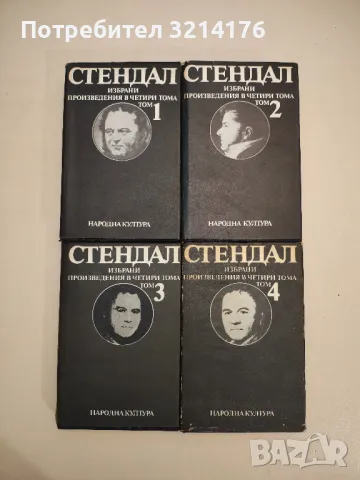 Потребител 3214176
СТЕНДАЛ
ИЗБРАНИ
ПРОИЗВЕДЕНИЯ В ЧЕТИРИ ТОМА
ТОМ 1
НАРОДНА КУЛТУРА
СТЕНДАЛ
ИЗБРАНИ
ПРОИЗВЕДЕНИЯ В ЧЕТИРИ ТОМА
ТОМ 2
НАРОДНА КУЛТУРА
СТЕНДАЛ
ИЗБРАНИ
ПРОИЗВЕДЕНИЯ В ЧЕТИРИ ТОМА
ТОМ 3
НАРОДНА КУЛТУРА
СТЕНДАЛ
ИЗБРАНИ
ПРОИЗВЕДЕНИЯ В ЧЕТИРИ ТОМА
ТОМ 4
НАРОДНА КУЛТУРА
BAZAR